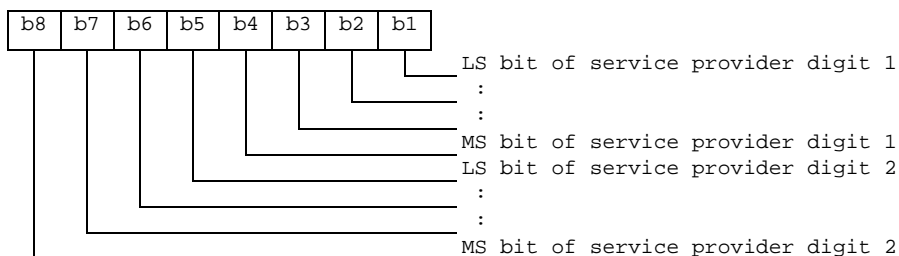 b8 b7 b6 b5 b4 b3 b2 b1
LS bit of service provider digit 1
:
:
MS bit of service provider digit 1
LS bit of service provider digit 2
:
:
MS bit of service provider digit 2